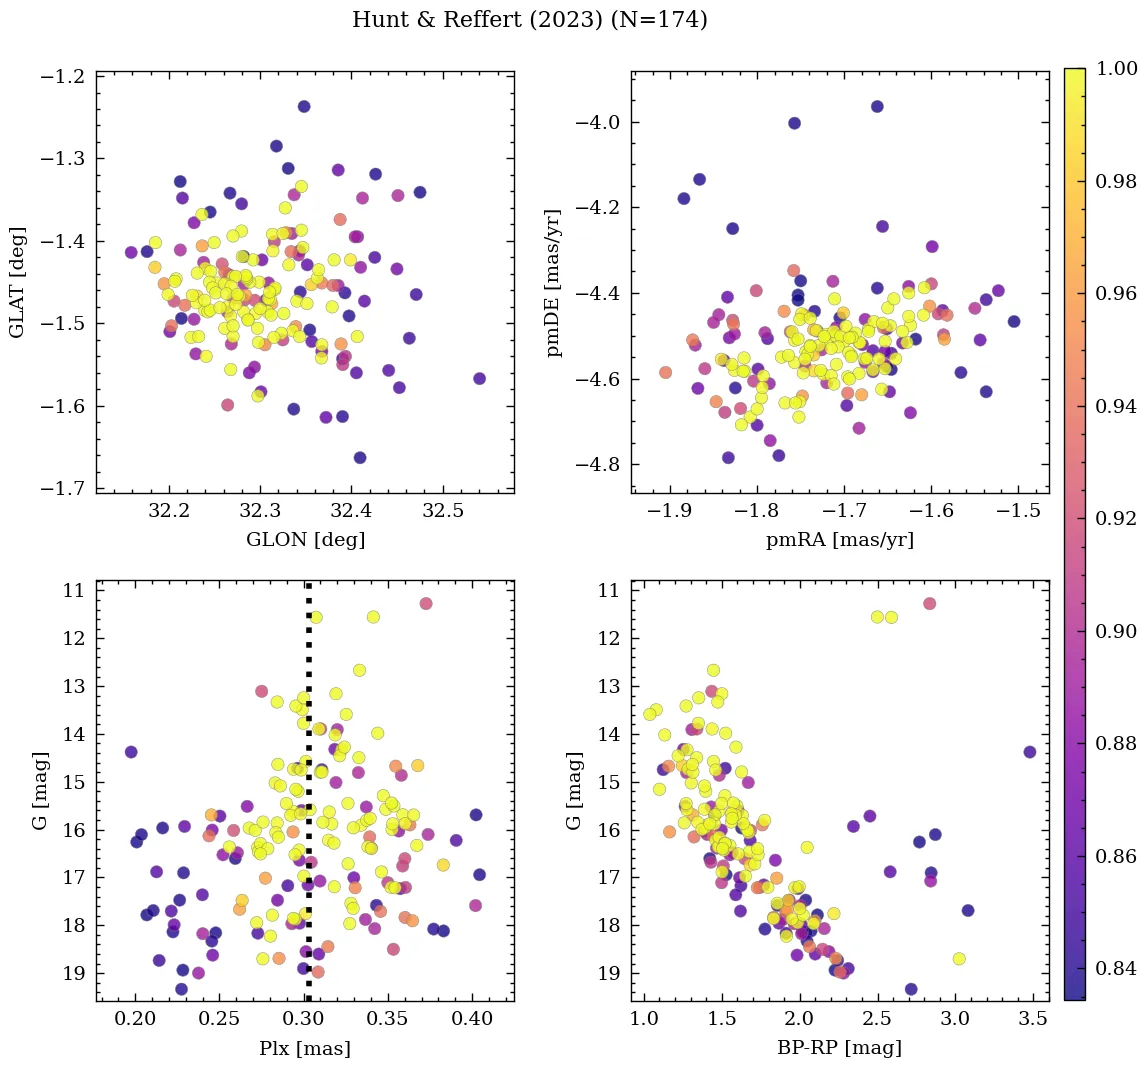 Hunt & Reffert (2023) (N=174)
−1.2
−1.3
−1.4
−1.5
−1.6
−1.7
GLAT [deg]
32.2 32.3 32.4 32.5
GLON [deg]
−4.0
−4.2
−4.4
−4.6
−4.8
pmDE [mas/yr]
−1.9 −1.8 −1.7 −1.6 −1.5
pmRA [mas/yr]
11
12
13
14
15
16
17
18
19
G [mag]
0.20 0.25 0.30 0.35 0.40
Plx [mas]
11
12
13
14
15
16
17
18
19
G [mag]
1.0 1.5 2.0 2.5 3.0 3.5
BP-RP [mag]
1.00
0.98
0.96
0.94
0.92
0.90
0.88
0.86
0.84